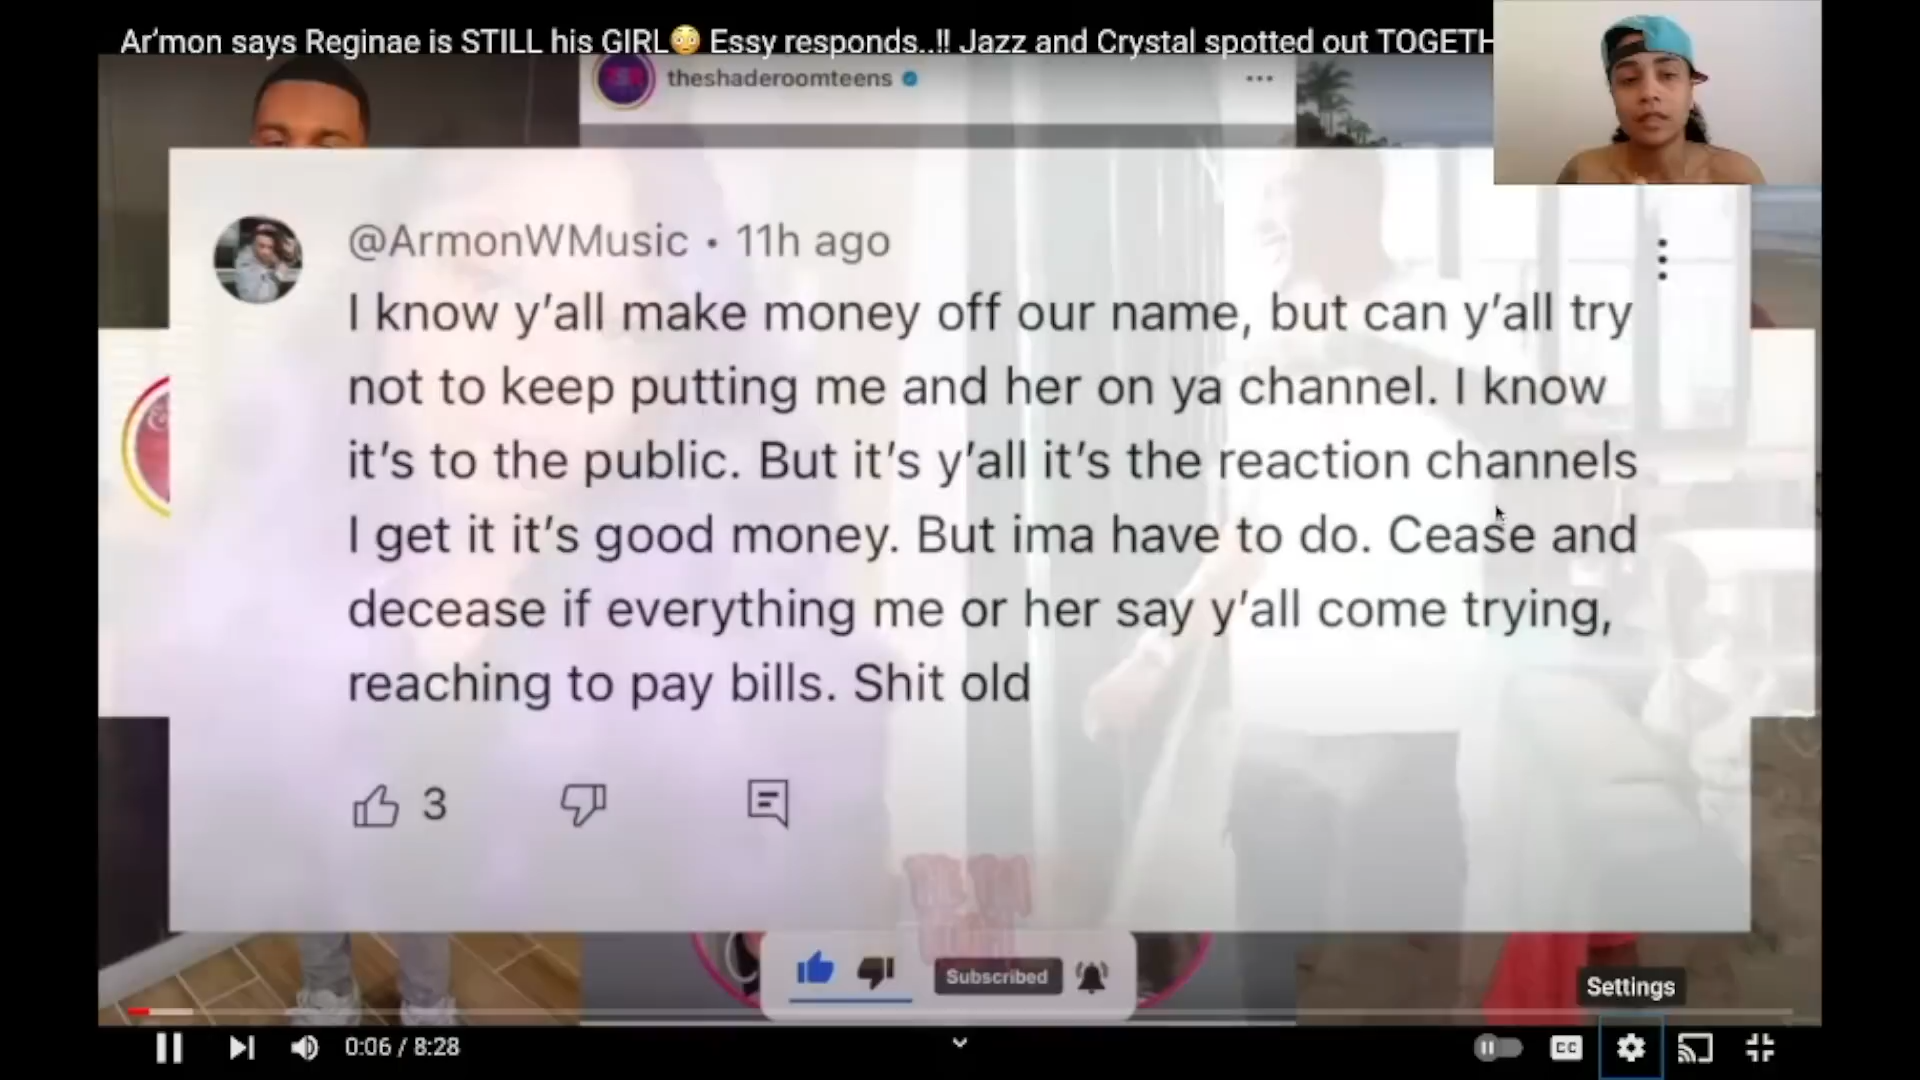 Ar'mon says Reginae is STILL his GIRL😳 Essy responds..!! Jazz and Crystal spotted out TOGETH
theshaderoomteens
@ArmonWMusic • 11h ago
I know y'all make money off our name, but can y'all try
not to keep putting me and her on ya channel. I know
it's to the public. But it's y'all it's the reaction channels
I get it it's good money. But ima have to do. Cease and
decease if everything me or her say y'all come trying,
reaching to pay bills. Shit old
3
Subscribed
Settings
0:06 / 8:28
CC